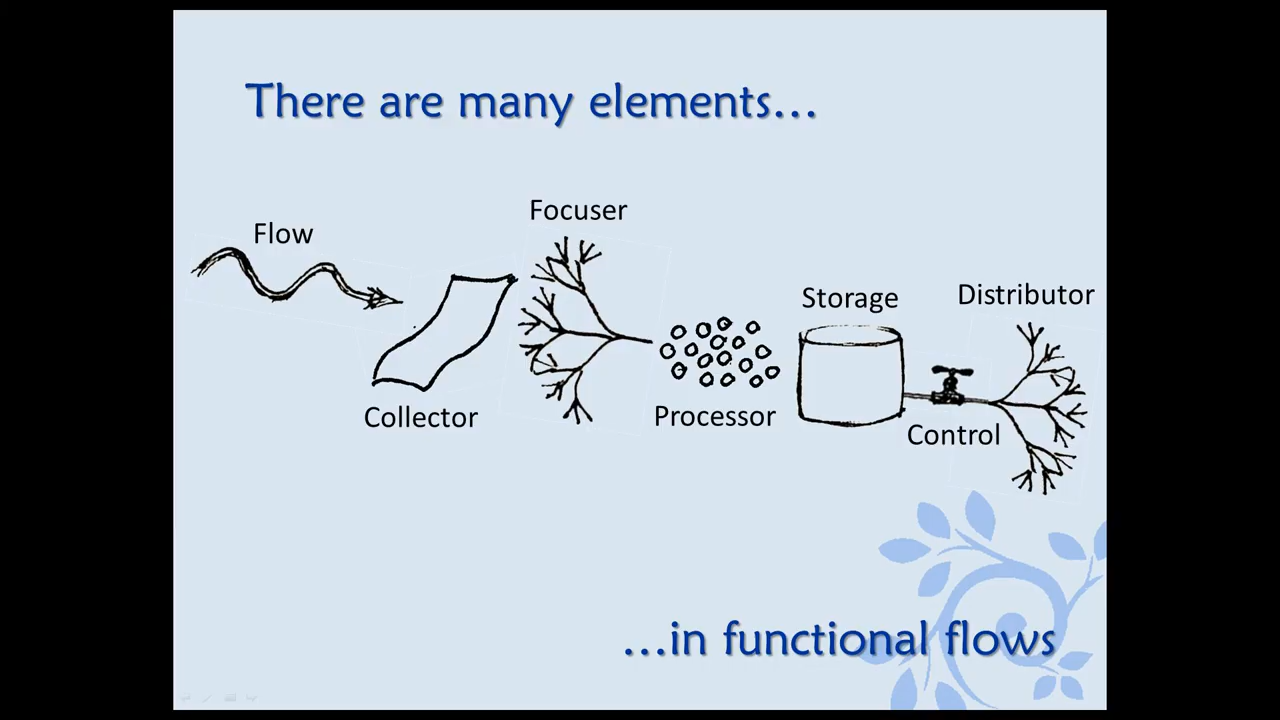 There are many elements...
Flow
Focuser
Collector
Processor
Storage
Control
Distributor
...in functional flows